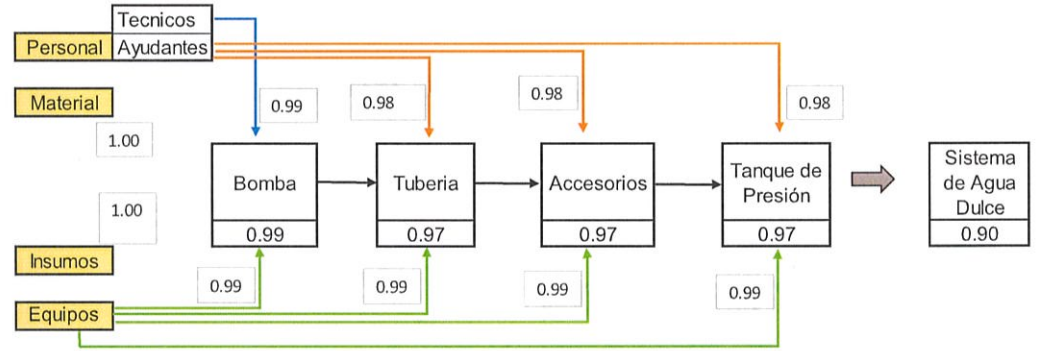 Tecnicos
Personal Ayudantes
Material
0.99
0.98
0.98
0.98
1.00
1.00
Bomba
0.99
Tuberia
0.97
Accesorios
0.97
Tanque de
Presión
0.97
Sistema
de Agua
Dulce
0.90
Insumos
0.99
0.99
0.99
0.99
Equipos